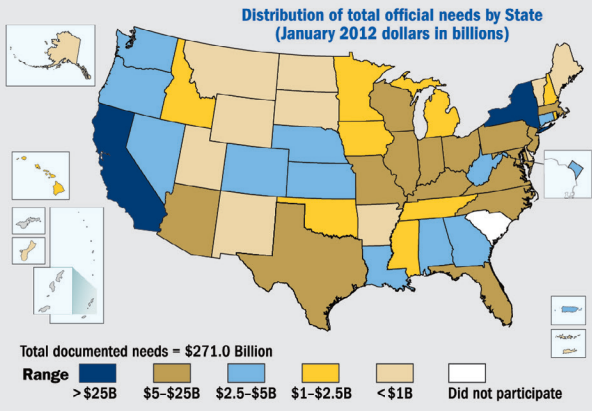 Distribution of total official needs by State
(January 2012 dollars in billions)
Total documented needs = $271.0 Billion
Range
> $25B
$5–$25B
$2.5–$5B
$1–$2.5B
< $1B
Did not participate